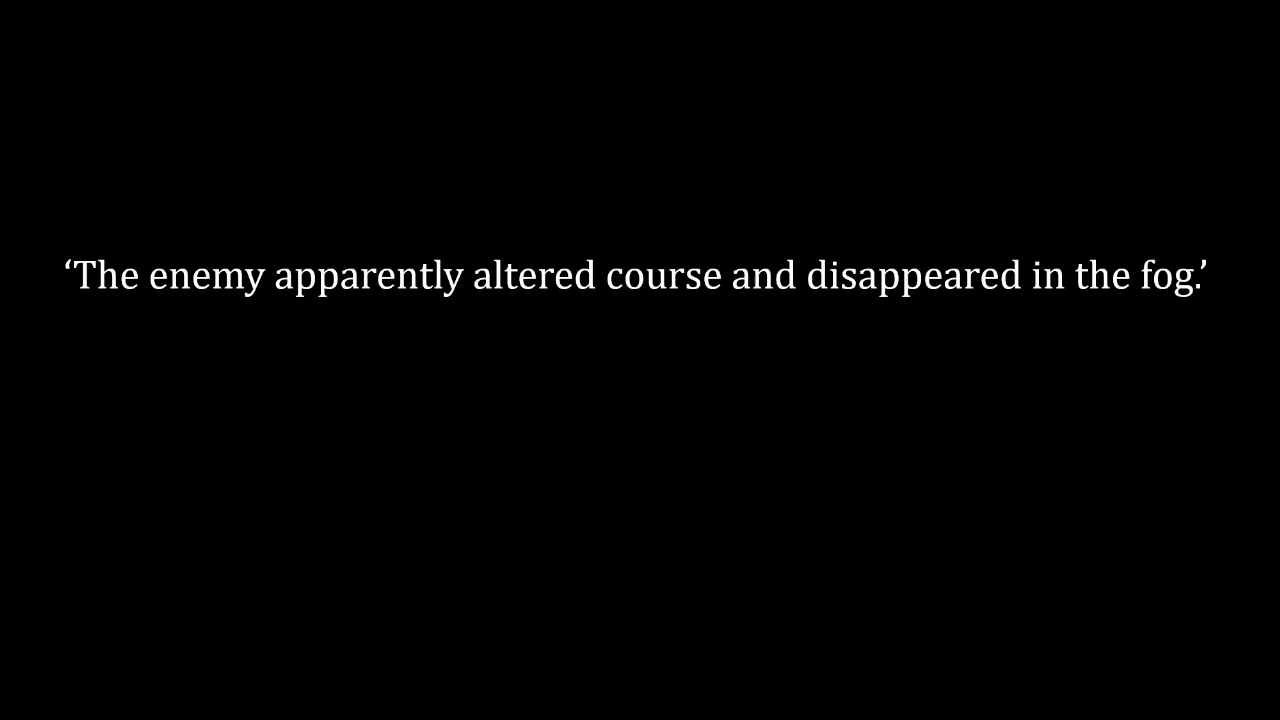 ‘The enemy apparently altered course and disappeared in the fog.’